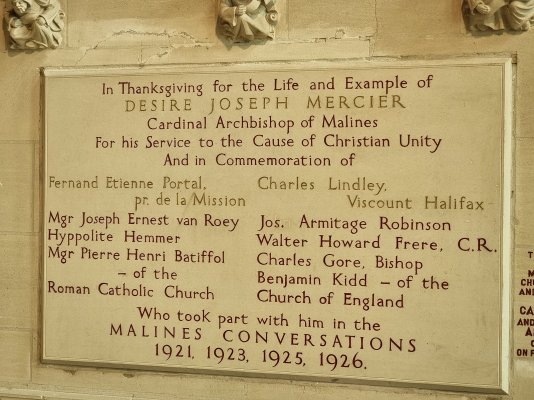 In Thanksgiving for the Life and Example of
DESIRE JOSEPH MERCIER
Cardinal Archbishop of Malines
For his Service to the Cause of Christian Unity
And in Commemoration of
Fernand Etienne Portal,
pr. de la Mission
Mgr Joseph Ernest van Roey
Hyppolite Hemmer
Mgr Pierre Henri Batiffol
– of the
Roman Catholic Church
Charles Lindley,
Viscount Halifax
Jos. Armitage Robinson
Walter Howard Frere, C.R.
Charles Gore, Bishop
Benjamin Kidd – of the
Church of England
Who took part with him in the
MALINES CONVERSATIONS
1921, 1923, 1925, 1926.